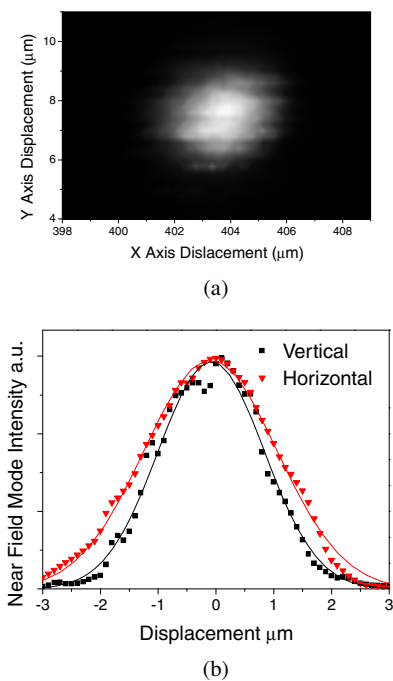 10
8
6
4
Y Axis Displacement (μm)
398 400 402 404 406 408
X Axis Dislacement (μm)
(a)
Vertical
Horizontal
Near Field Mode Intensity a.u.
-3 -2 -1 0 1 2 3
Displacement μm
(b)